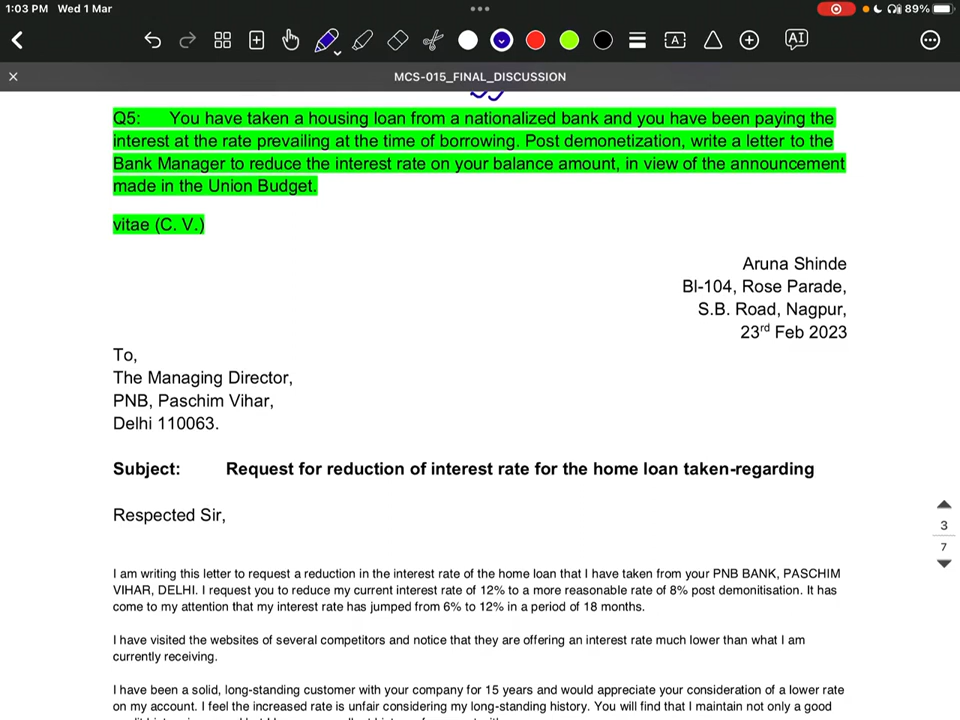 1:03 PM Wed 1 Mar
89%
A
AI
MCS-015_FINAL_DISCUSSION
Q5: You have taken a housing loan from a nationalized bank and you have been paying the
interest at the rate prevailing at the time of borrowing. Post demonetization, write a letter to the
Bank Manager to reduce the interest rate on your balance amount, in view of the announcement
made in the Union Budget.
vitae (C. V.)
Aruna Shinde
Bl-104, Rose Parade,
S.B. Road, Nagpur,
23rd Feb 2023
To,
The Managing Director,
PNB, Paschim Vihar,
Delhi 110063.
Subject: Request for reduction of interest rate for the home loan taken-regarding
Respected Sir,
3
7
I am writing this letter to request a reduction in the interest rate of the home loan that I have taken from your PNB BANK, PASCHIM
VIHAR, DELHI. I request you to reduce my current interest rate of 12% to a more reasonable rate of 8% post demonitisation. It has
come to my attention that my interest rate has jumped from 6% to 12% in a period of 18 months.
I have visited the websites of several competitors and notice that they are offering an interest rate much lower than what I am
currently receiving.
I have been a solid, long-standing customer with your company for 15 years and would appreciate your consideration of a lower rate
on my account. I feel the increased rate is unfair considering my long-standing history. You will find that I maintain not only a good